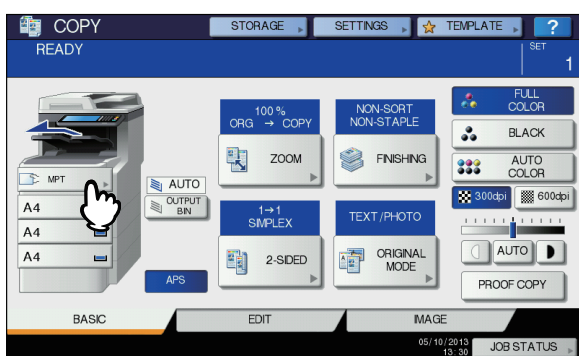 COPY
STORAGE
SETTINGS
TEMPLATE
?
READY
SET
1
100 %
ORG → COPY
ZOOM
NON-SORT
NON-STAPLE
FINISHING
FULL
COLOR
BLACK
AUTO
COLOR
300dpi
600dpi
MPT
A4
A4
A4
AUTO
OUTPUT
BIN
APS
1→1
SIMPLEX
2-SIDED
TEXT/PHOTO
ORIGINAL
MODE
AUTO
PROOF COPY
BASIC
EDIT
IMAGE
05/10/2013
13:30
JOB STATUS